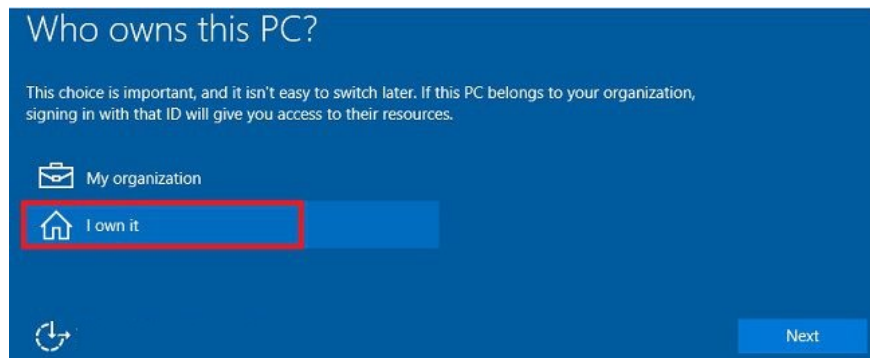 Who owns this PC?
This choice is important, and it isn't easy to switch later. If this PC belongs to your organization,
signing in with that ID will give you access to their resources.
My organization
I own it
Next